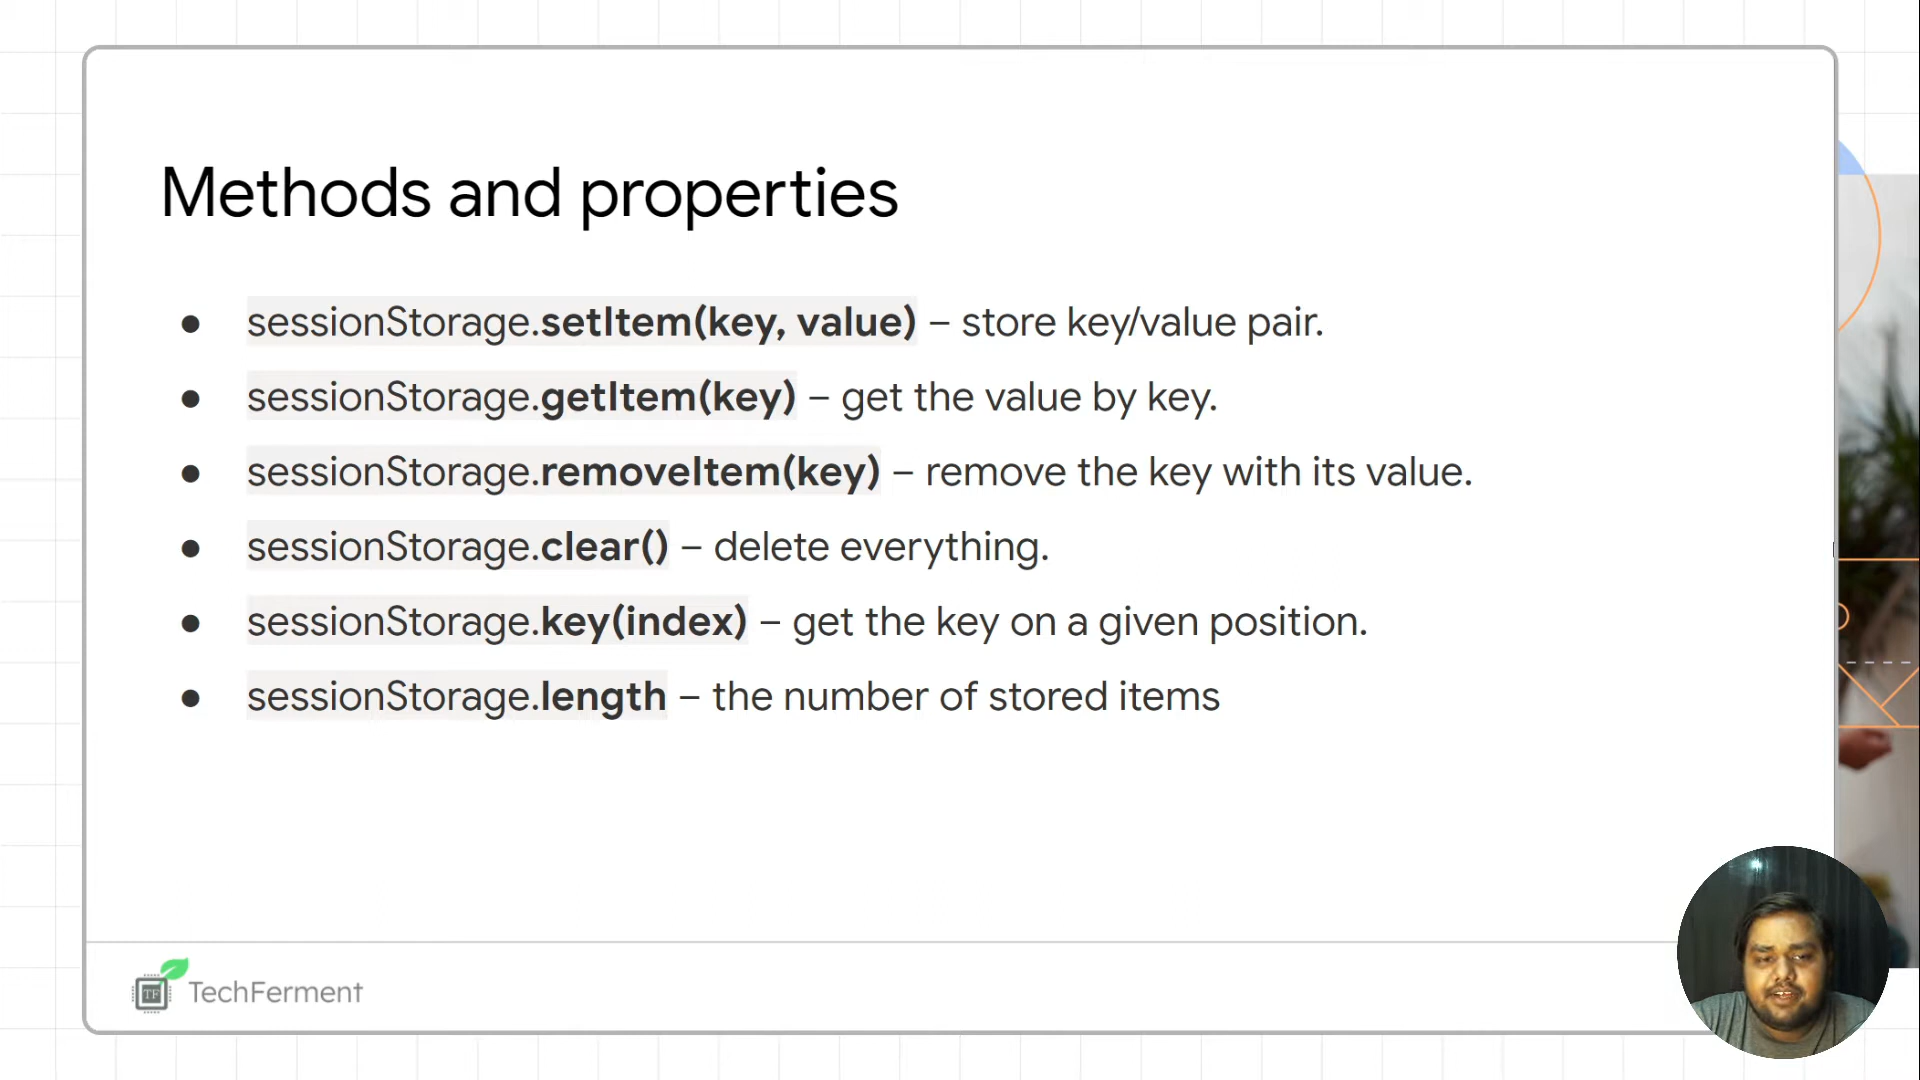 Methods and properties
● sessionStorage.setItem(key, value) – store key/value pair.
● sessionStorage.getItem(key) – get the value by key.
● sessionStorage.removeItem(key) – remove the key with its value.
● sessionStorage.clear() – delete everything.
● sessionStorage.key(index) – get the key on a given position.
● sessionStorage.length – the number of stored items
TF TechFerment